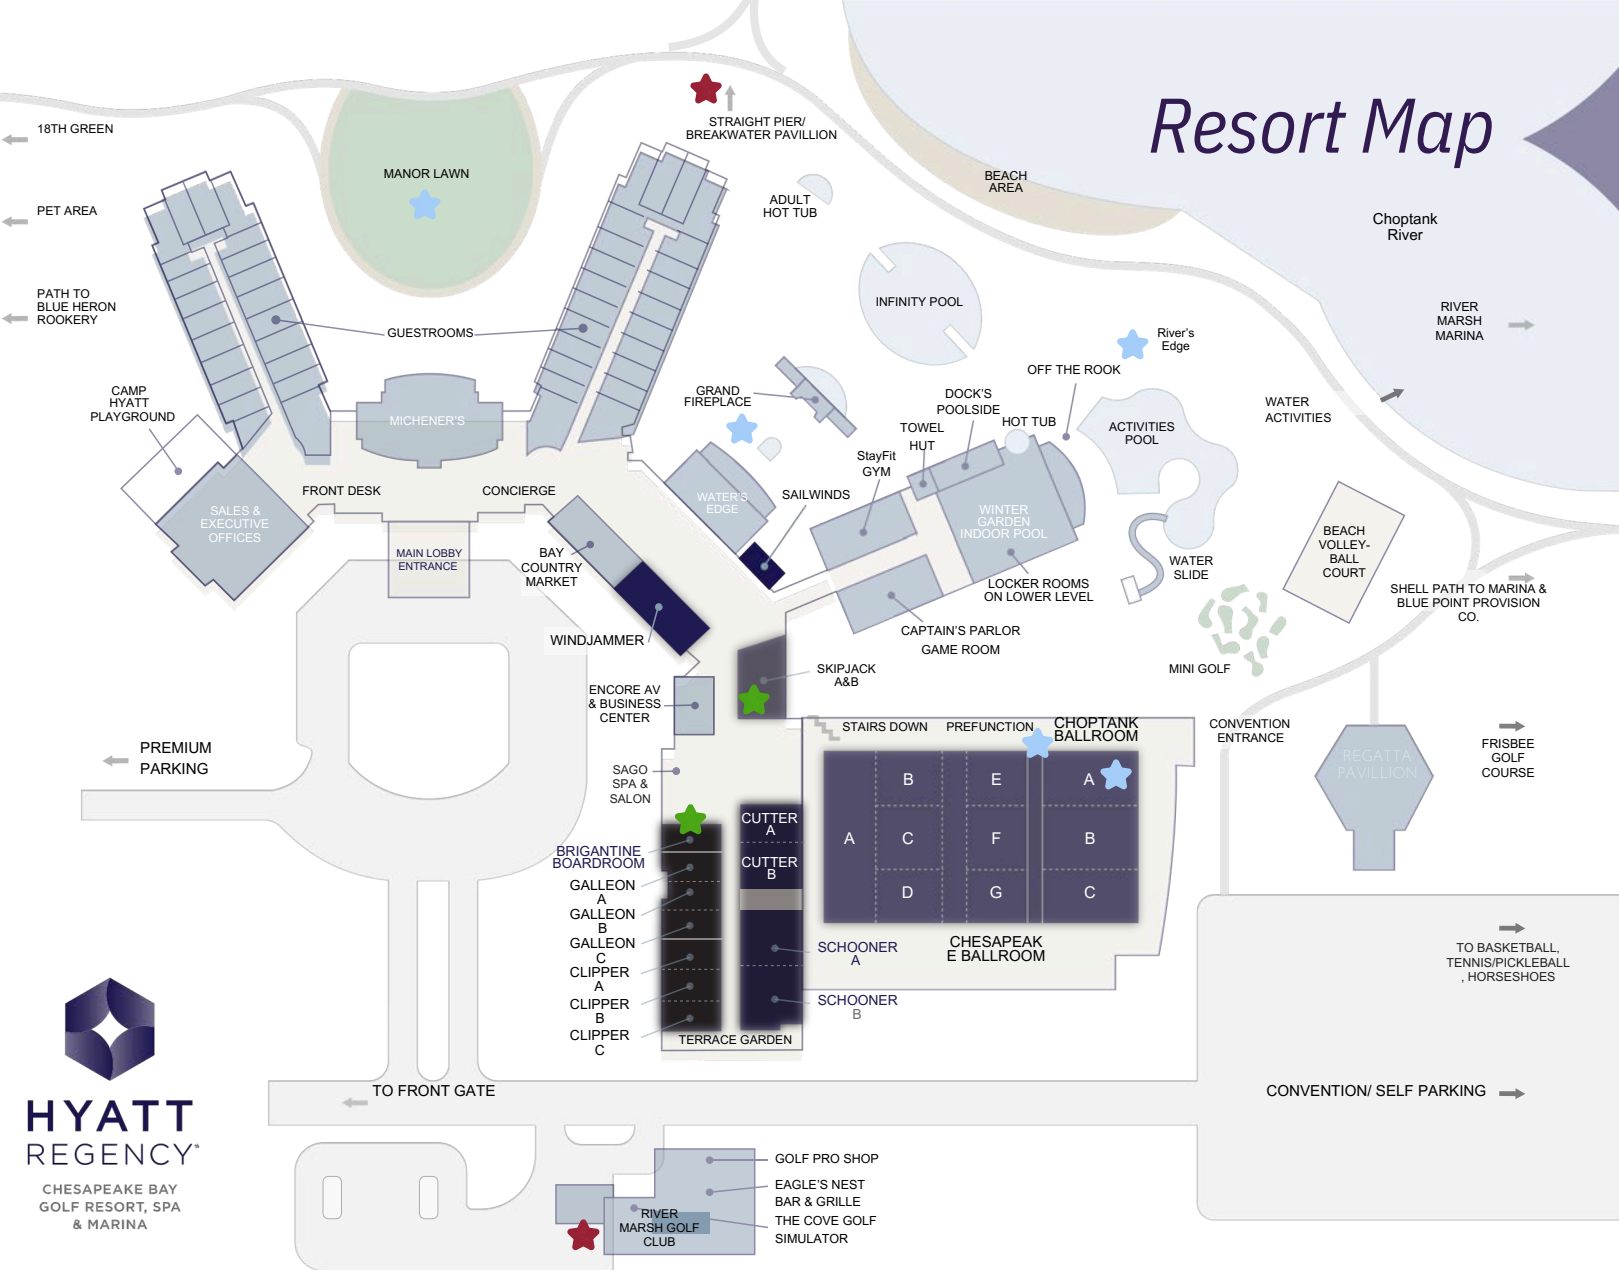 Resort Map
18TH GREEN
PET AREA
PATH TO
BLUE HERON
ROOKERY
CAMP
HYATT
PLAYGROUND
MANOR LAWN
STRAIGHT PIER/
BREAKWATER PAVILLION
ADULT
HOT TUB
BEACH
AREA
Choptank
River
RIVER
MARSH
MARINA
INFINITY POOL
River's
Edge
OFF THE ROOK
GUESTROOMS
MICHENER'S
GRAND
FIREPLACE
DOCK'S
POOLSIDE
TOWEL
HUT
HOT TUB
StayFit
GYM
ACTIVITIES
POOL
WATER
ACTIVITIES
FRONT DESK
CONCIERGE
SALES &
EXECUTIVE
OFFICES
MAIN LOBBY
ENTRANCE
WATER'S
EDGE
SAILWINDS
BAY
COUNTRY
MARKET
WINDJAMMER
WINTER
GARDEN
INDOOR POOL
LOCKER ROOMS
ON LOWER LEVEL
WATER
SLIDE
BEACH
VOLLEY-
BALL
COURT
SHELL PATH TO MARINA &
BLUE POINT PROVISION
CO.
CAPTAIN'S PARLOR
GAME ROOM
MINI GOLF
SKIPJACK
A&B
ENCORE AV
& BUSINESS
CENTER
STAIRS DOWN
PREFUNCTION
CHOPTANK
BALLROOM
CONVENTION
ENTRANCE
REGATTA
PAVILLION
FRISBEE
GOLF
COURSE
PREMIUM
PARKING
SAGO
SPA &
SALON
BRIGANTINE
BOARDROOM
GALLEON
A
GALLEON
B
GALLEON
C
CLIPPER
A
CLIPPER
B
CLIPPER
C
CUTTER
A
CUTTER
B
SCHOONER
A
SCHOONER
B
TERRACE GARDEN
A
B
C
D
E
F
G
A
B
C
CHESAPEAK
E BALLROOM
TO BASKETBALL,
TENNIS/PICKLEBALL
, HORSESHOES
TO FRONT GATE
CONVENTION/ SELF PARKING
GOLF PRO SHOP
EAGLE'S NEST
BAR & GRILLE
THE COVE GOLF
SIMULATOR
RIVER
MARSH GOLF
CLUB
HYATT
REGENCY
CHESAPEAKE BAY
GOLF RESORT, SPA
& MARINA